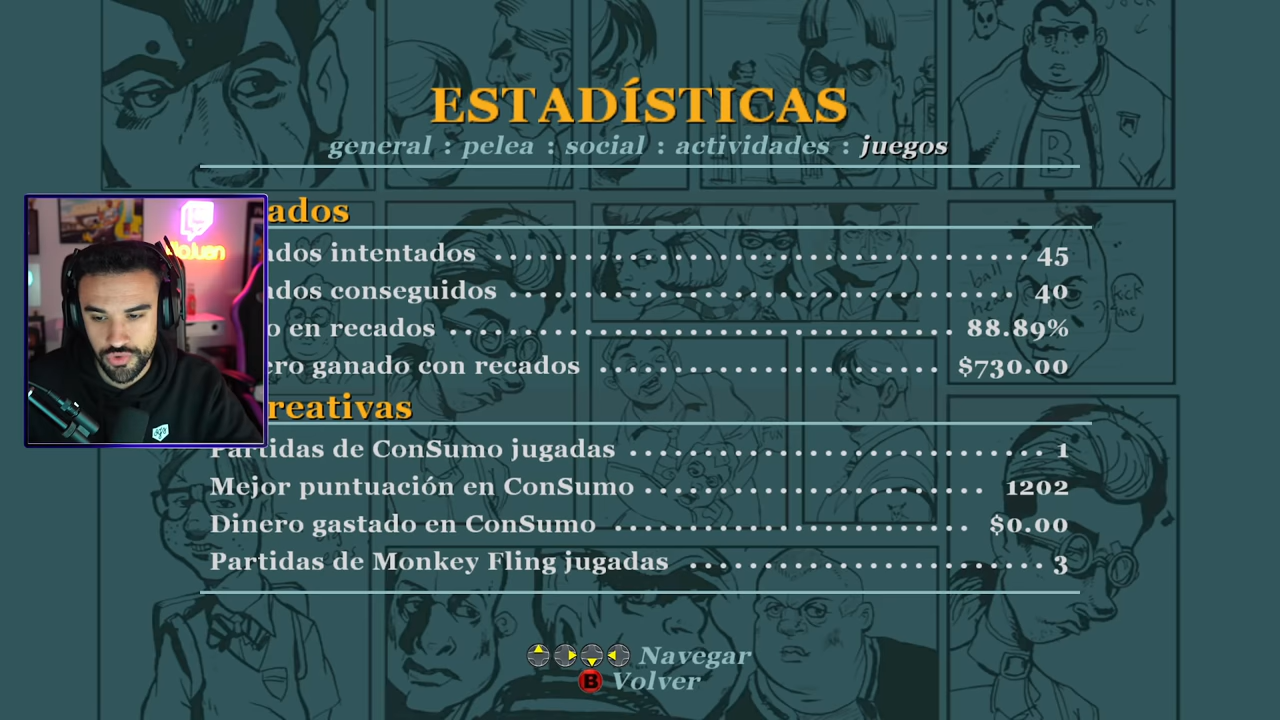 ESTADÍSTICAS
general : pelea : social : actividades : juegos
ados
ados intentados 45
ados conseguidos 40
o en recados 88.89%
ero ganado con recados $730.00
reativas
Partidas de ConSumo jugadas 1
Mejor puntuación en ConSumo 1202
Dinero gastado en ConSumo $0.00
Partidas de Monkey Fling jugadas 3
Navegar
B Volver